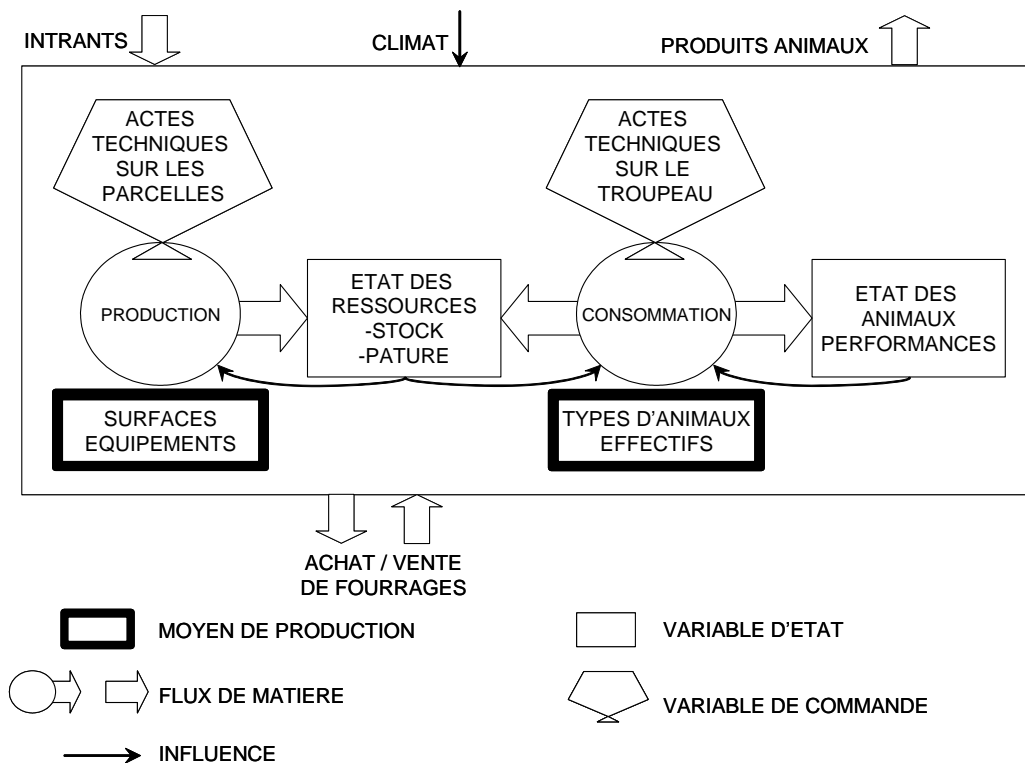 INTRANTS
CLIMAT
PRODUITS ANIMAUX
ACTES
TECHNIQUES
SUR LES
PARCELLES
ACTES
TECHNIQUES
SUR LE
TROUPEAU
PRODUCTION
ETAT DES
RESSOURCES
-STOCK
-PATURE
CONSOMMATION
ETAT DES
ANIMAUX
PERFORMANCES
SURFACES
EQUIPEMENTS
TYPES D'ANIMAUX
EFFECTIFS
ACHAT / VENTE
DE FOURRAGES
MOYEN DE PRODUCTION
VARIABLE D'ETAT
FLUX DE MATIERE
VARIABLE DE COMMANDE
INFLUENCE